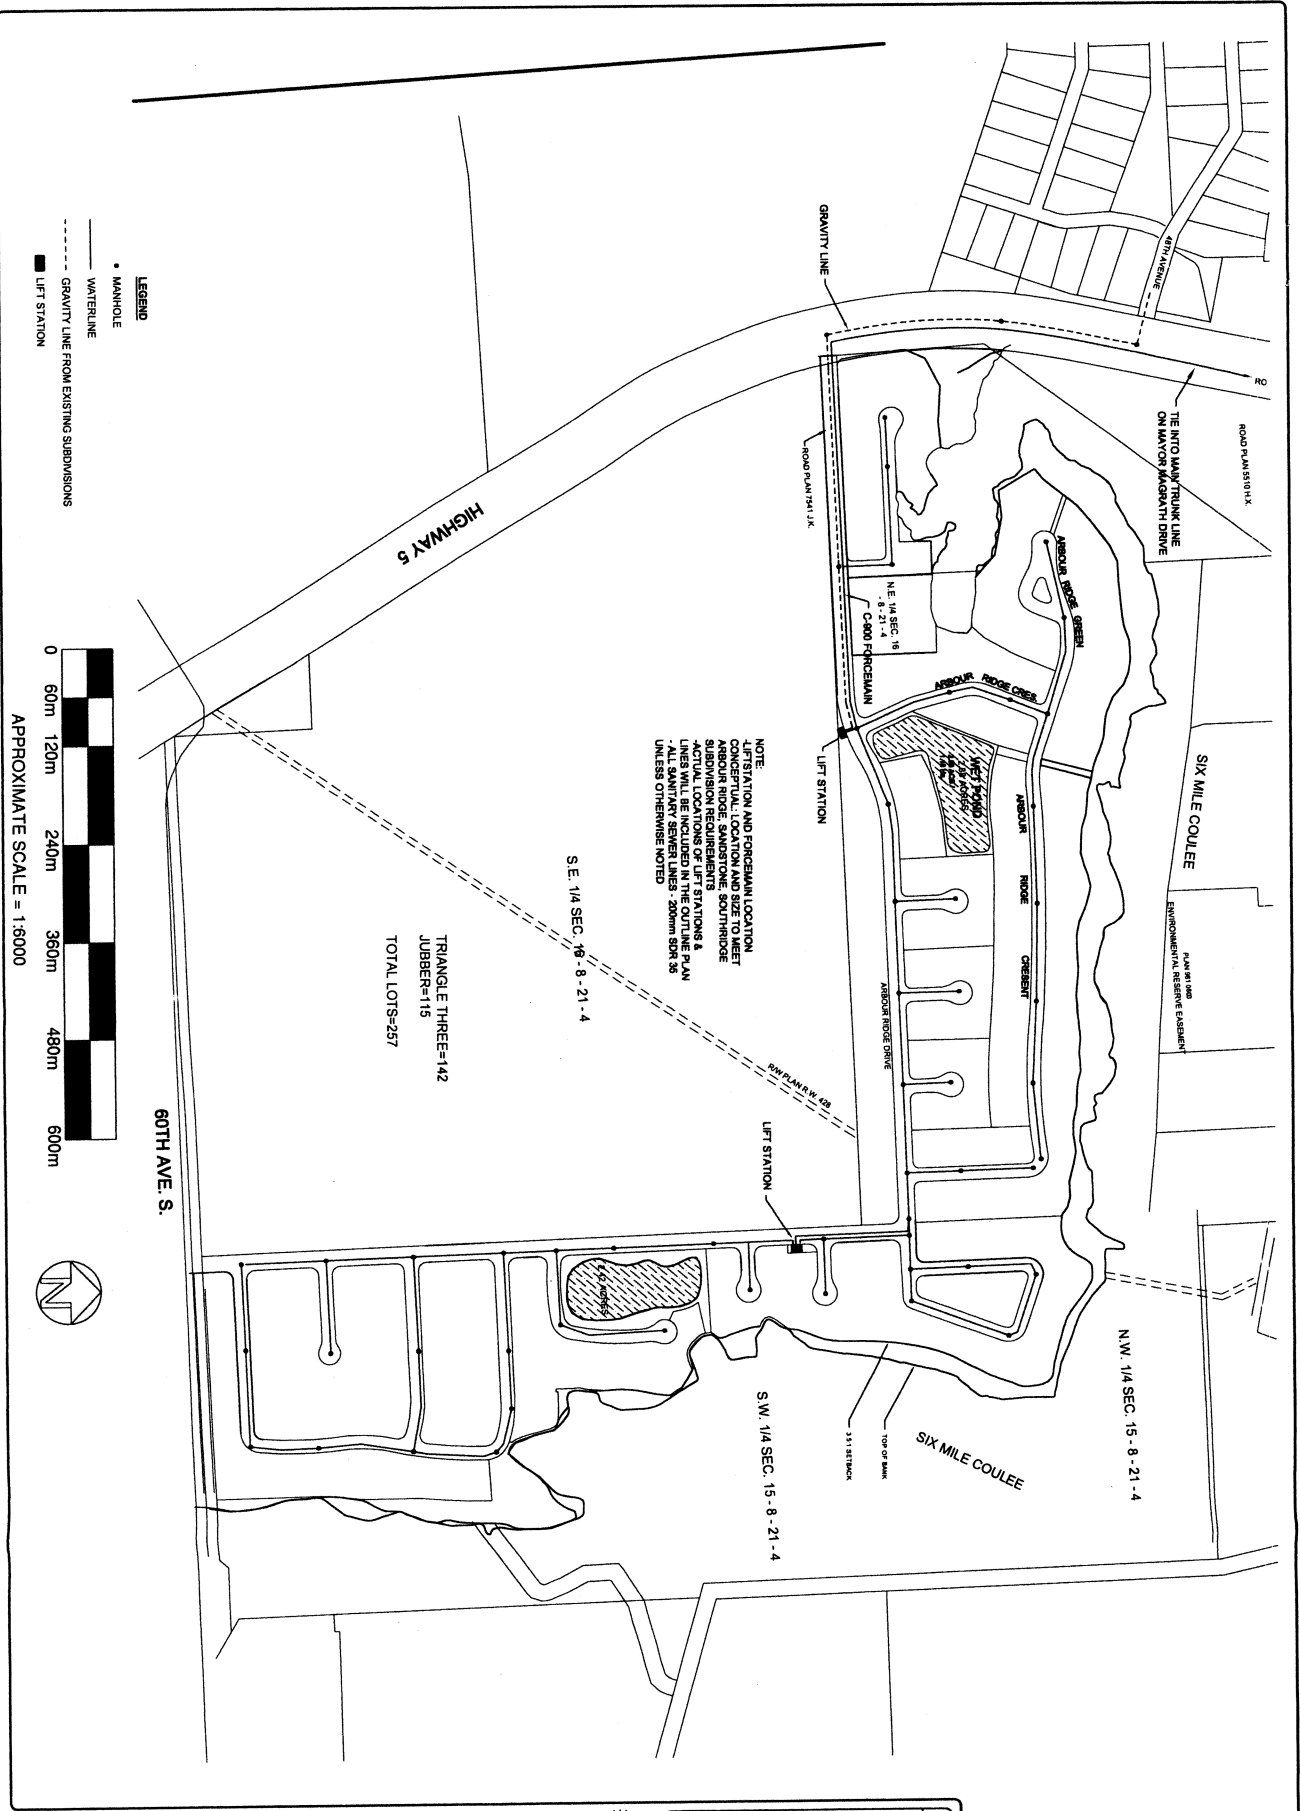 ROAD PLAN 5510 H.X.
RO
TIE INTO MAIN TRUNK LINE
ON MAYOR MAGRATH DRIVE
48TH AVENUE
GRAVITY LINE
ROAD PLAN 7541 J.K.
SIX MILE COULEE
PLAN
ENVIRONMENTAL RESERVE EASEMENT
ARBOUR RIDGE GREEN
N.E. 1/4 SEC. 16
- 8 - 21 - 4
C-900 FORCEMAIN
ARBOUR RIDGE CRES.
WET POND
ACRES
ARBOUR RIDGE CRESENT
LIFT STATION
ARBOUR RIDGE DRIVE
NOTE:
-LIFTSTATION AND FORCEMAIN LOCATION
CONCEPTUAL: LOCATION AND SIZE TO MEET
ARBOUR RIDGE, SANDSTONE, SOUTHRIDGE
SUBDIVISION REQUIREMENTS
-ACTUAL LOCATIONS OF LIFT STATIONS &
LINES WILL BE INCLUDED IN THE OUTLINE PLAN
- ALL SANITARY SEWER LINES - 200mm SDR 35
UNLESS OTHERWISE NOTED
HIGHWAY 5
S.E. 1/4 SEC. 16 - 8 - 21 - 4
R/W PLAN R.W. 428
TRIANGLE THREE=142
JUBBER=115
TOTAL LOTS=257
LIFT STATION
ACRES
N.W. 1/4 SEC. 15 - 8 - 21 - 4
SIX MILE COULEE
TOP OF BANK
3.5:1 SETBACK
S.W. 1/4 SEC. 15 - 8 - 21 - 4
60TH AVE. S.
LEGEND
MANHOLE
WATERLINE
GRAVITY LINE FROM EXISTING SUBDIVISIONS
LIFT STATION
0 60m 120m 240m 360m 480m 600m
APPROXIMATE SCALE = 1:6000
N